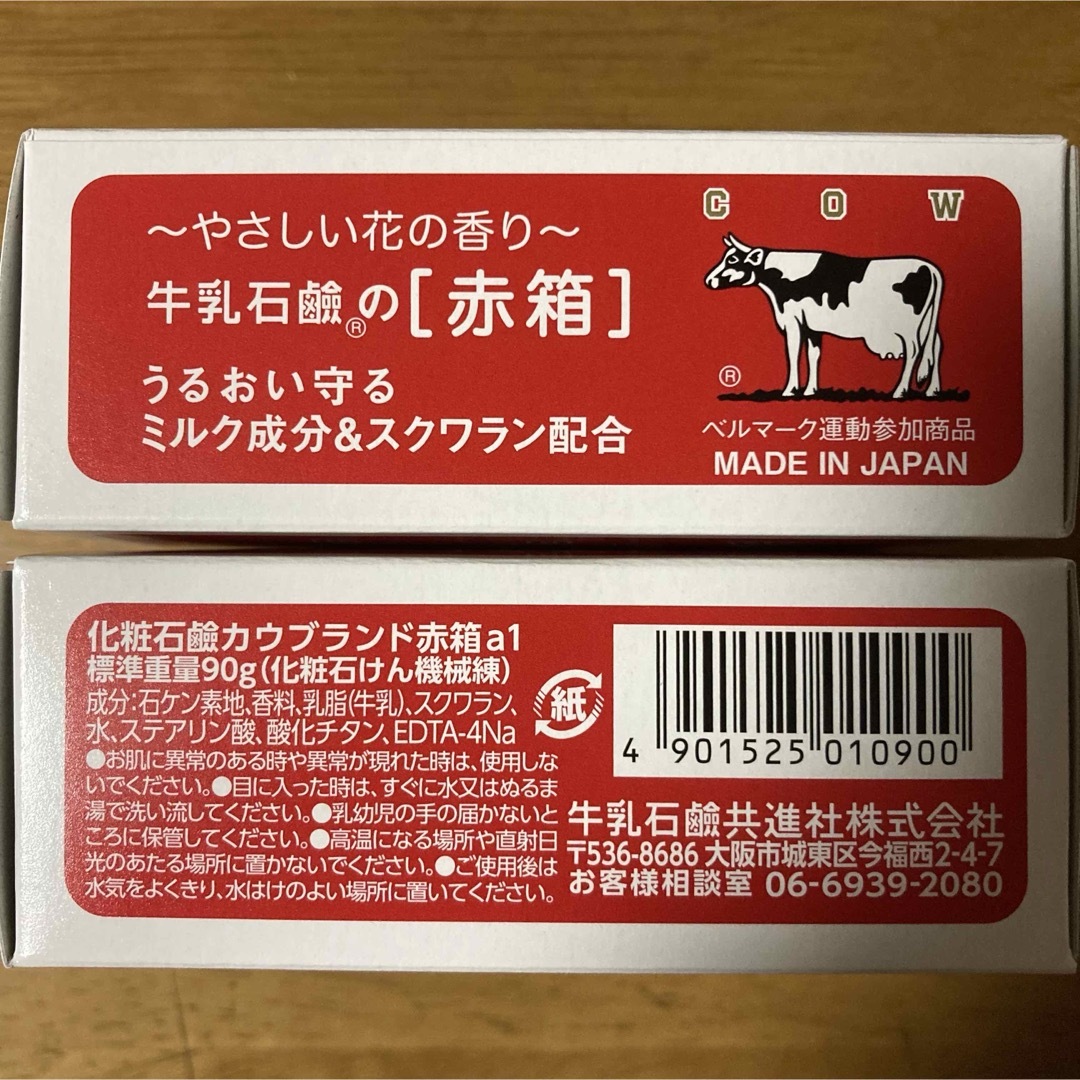 ～やさしい花の香り～
牛乳石鹼®の［赤箱］
うるおい守る
ミルク成分&スクワラン配合
COW
®
ベルマーク運動参加商品
MADE IN JAPAN
化粧石鹼カウブランド赤箱a1
標準重量90g(化粧石けん機械練)
成分:石ケン素地、香料、乳脂(牛乳)、スクワラン、
水、ステアリン酸、酸化チタン、EDTA-4Na
●お肌に異常のある時や異常が現れた時は、使用しな
いでください。●目に入った時は、すぐに水又はぬるま
湯で洗い流してください。●乳幼児の手の届かないと
ころに保管してください。●高温になる場所や直射日
光のあたる場所に置かないでください。●ご使用後は
水気をよくきり、水はけのよい場所に置いてください。
紙
4 901525 010900
牛乳石鹼共進社株式会社
〒536-8686 大阪市城東区今福西2-4-7
お客様相談室 06-6939-2080